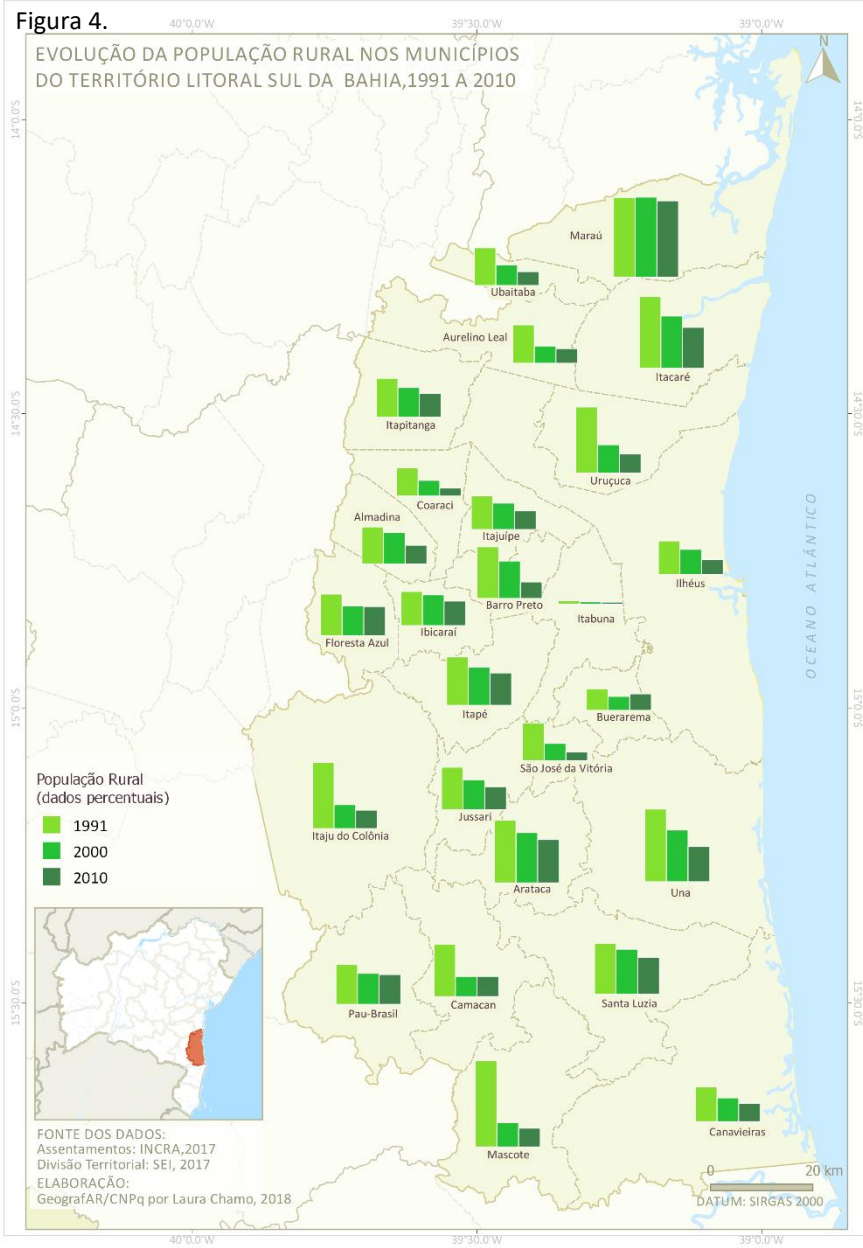 Figura 4.
40°0.0'W
39°30.0'W
39°0.0'W
EVOLUÇÃO DA POPULAÇÃO RURAL NOS MUNICÍPIOS
DO TERRITÓRIO LITORAL SUL DA BAHIA,1991 A 2010
N
14°0.0'S
14°0.0'S
Maraú
Ubaitaba
Aurelino Leal
Itacaré
14°30.0'S
14°30.0'S
Itapitanga
Uruçuca
Coaraci
Almadina
Itajuípe
Ilhéus
Barro Preto
Itabuna
Floresta Azul
Ibicaraí
OCEANO ATLÂNTICO
15°0.0'S
15°0.0'S
Itapé
Buerarema
São José da Vitória
População Rural
(dados percentuais)
1991
2000
2010
Itaju do Colônia
Jussari
Arataca
Una
15°30.0'S
15°30.0'S
Pau-Brasil
Camacan
Santa Luzia
Mascote
Canavieiras
FONTE DOS DADOS:
Assentamentos: INCRA,2017
Divisão Territorial: SEI, 2017
ELABORAÇÃO:
GeografAR/CNPq por Laura Chamo, 2018
0 20 km
DATUM: SIRGAS 2000
40°0.0'W
39°30.0'W
39°0.0'W